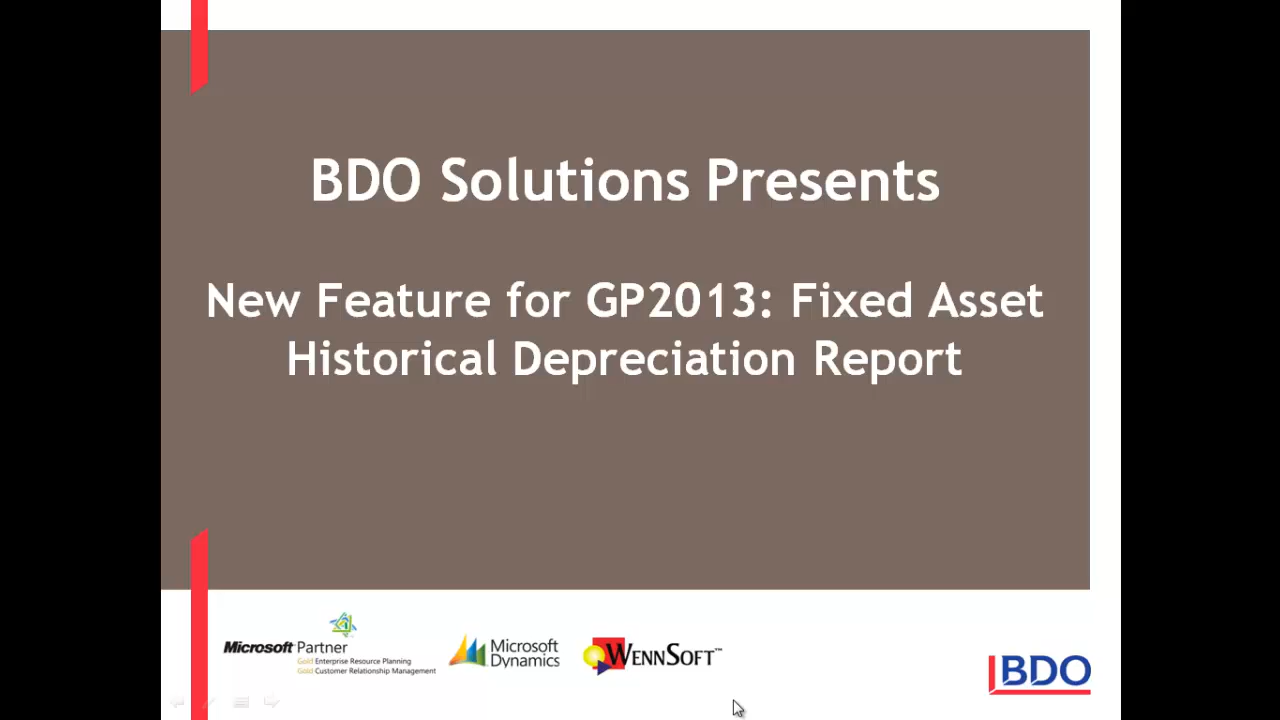 BDO Solutions Presents
New Feature for GP2013: Fixed Asset
Historical Depreciation Report
Microsoft Partner
Gold Enterprise Resource Planning
Gold Customer Relationship Management
Microsoft
Dynamics
WENNSOFT™
BDO